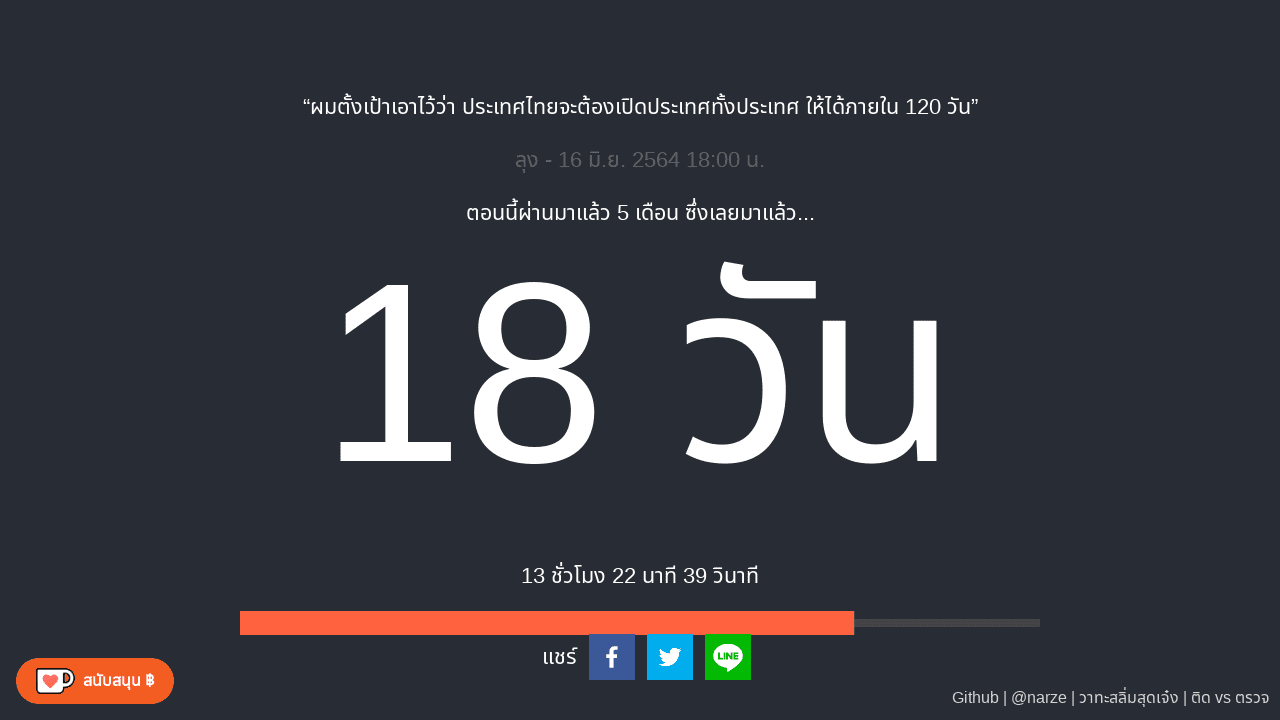 “ผมตั้งเป้าเอาไว้ว่า ประเทศไทยจะต้องเปิดประเทศทั้งประเทศ ให้ได้ภายใน 120 วัน”
ลุง - 16 มิ.ย. 2564 18:00 น.
ตอนนี้ผ่านมาแล้ว 5 เดือน ซึ่งเลยมาแล้ว...
18 วัน
13 ชั่วโมง 22 นาที 39 วินาที
แชร์
LINE
สนับสนุน ฿
Github | @narze | วาทะสลิ่มสุดเจ๋ง | ติด vs ตรวจ